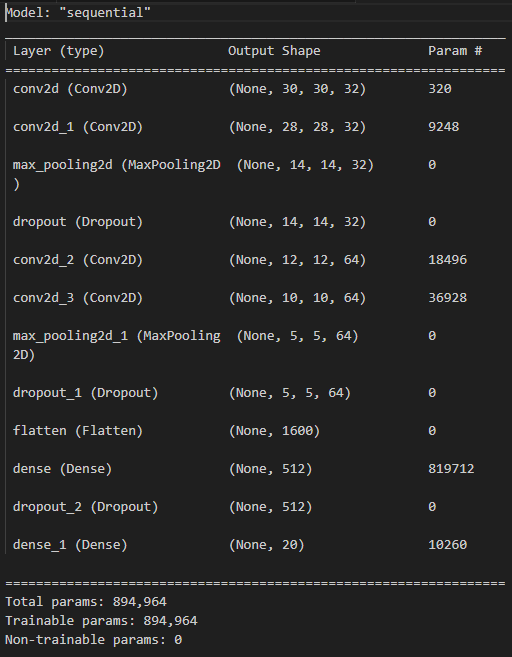 Model: "sequential"
_________________________________________________________________
Layer (type) Output Shape Param #
=================================================================
conv2d (Conv2D) (None, 30, 30, 32) 320
conv2d_1 (Conv2D) (None, 28, 28, 32) 9248
max_pooling2d (MaxPooling2D (None, 14, 14, 32) 0
)
dropout (Dropout) (None, 14, 14, 32) 0
conv2d_2 (Conv2D) (None, 12, 12, 64) 18496
conv2d_3 (Conv2D) (None, 10, 10, 64) 36928
max_pooling2d_1 (MaxPooling (None, 5, 5, 64) 0
2D)
dropout_1 (Dropout) (None, 5, 5, 64) 0
flatten (Flatten) (None, 1600) 0
dense (Dense) (None, 512) 819712
dropout_2 (Dropout) (None, 512) 0
dense_1 (Dense) (None, 20) 10260
=================================================================
Total params: 894,964
Trainable params: 894,964
Non-trainable params: 0